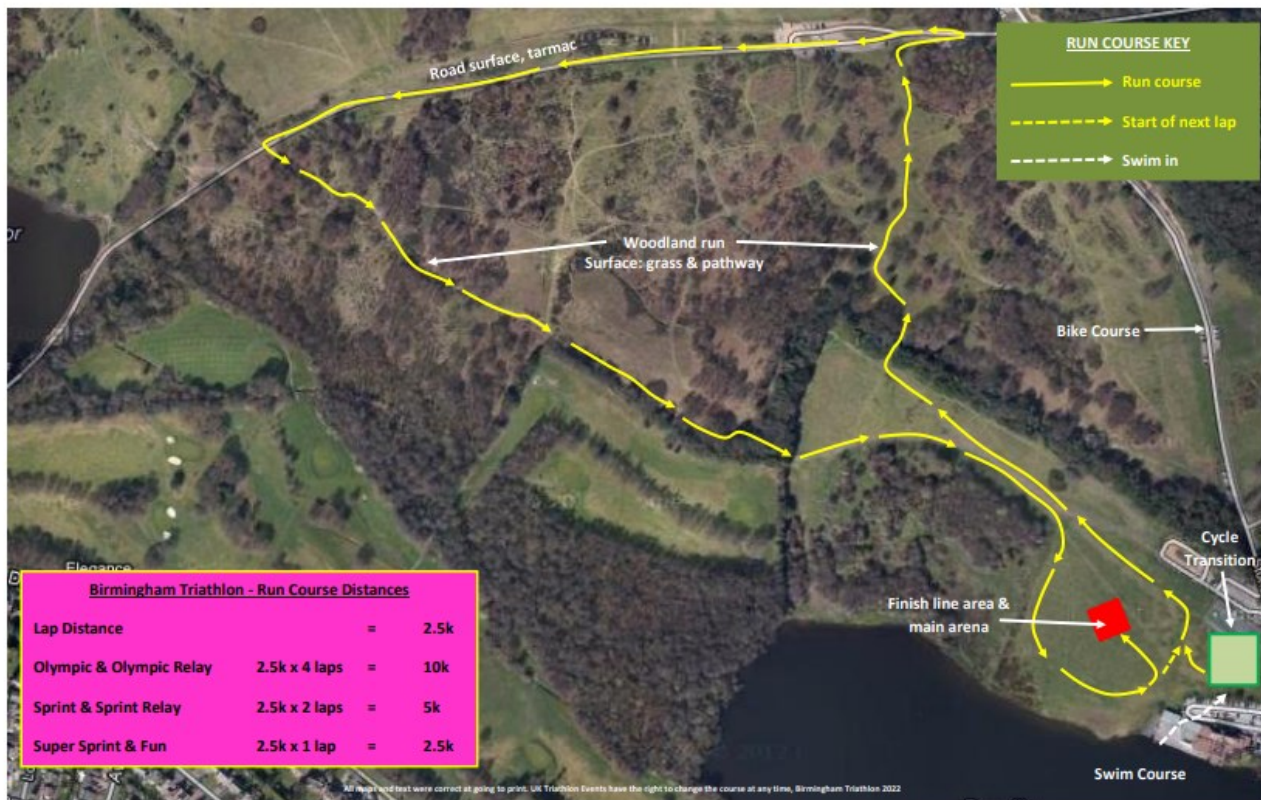 RUN COURSE KEY
Run course
Start of next lap
Swim in
Road surface, tarmac
or
Woodland run
Surface: grass & pathway
Bike Course
Cycle
Transition
Finish line area &
main arena
Elegance
D
Birmingham Triathlon - Run Course Distances
Lap Distance = 2.5k
Olympic & Olympic Relay 2.5k x 4 laps = 10k
Sprint & Sprint Relay 2.5k x 2 laps = 5k
Super Sprint & Fun 2.5k x 1 lap = 2.5k
Swim Course
All maps and text were correct at going to print. UK Triathlon Events have the right to change the course at any time, Birmingham Triathlon 2022